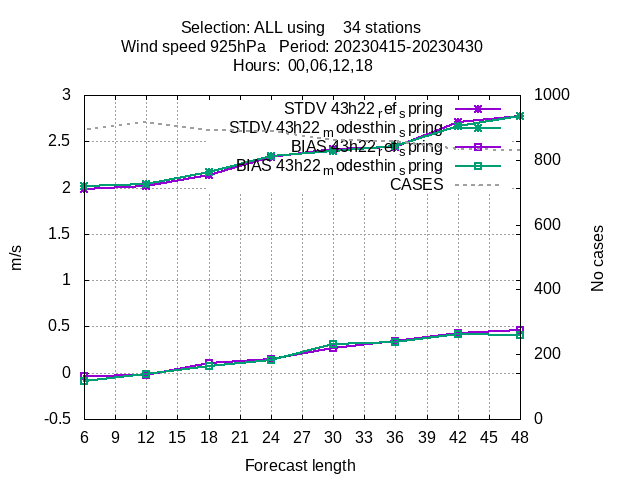 Selection: ALL using 34 stations
Wind speed 925hPa Period: 20230415-20230430
Hours: 00,06,12,18
STDV 43h22_ref_spring
STDV 43h22_modesthin_spring
BIAS 43h22_ref_spring
BIAS 43h22_modesthin_spring
CASES
3
2.5
2
1.5
1
0.5
0
-0.5
m/s
1000
800
600
400
200
0
No cases
6 9 12 15 18 21 24 27 30 33 36 39 42 45 48
Forecast length